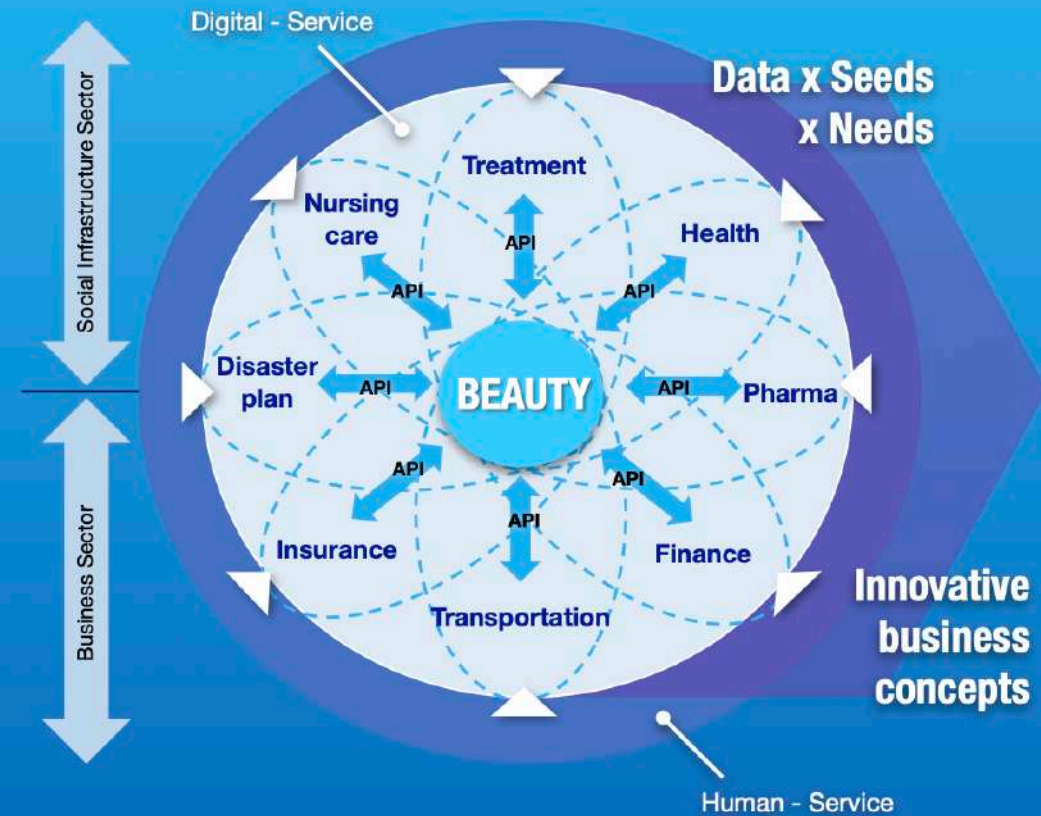 Digital - Service
Social Infrastructure Sector
Business Sector
Data x Seeds
x Needs
Treatment
Nursing
care
Health
API
API
API
Disaster
plan
API
BEAUTY
API
Pharma
API
API
API
Insurance
Finance
Transportation
Innovative
business
concepts
Human - Service